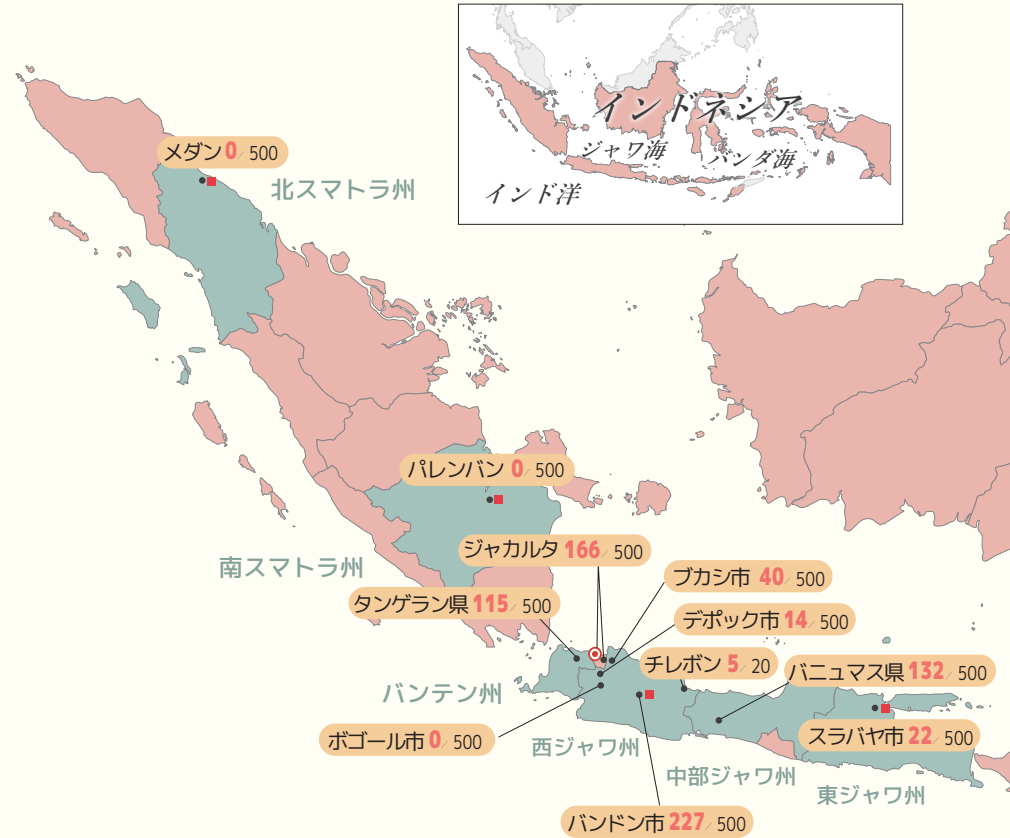 インドネシア
ジャワ海
バンダ海
インド洋
メダン 0/500
北スマトラ州
パレンバン 0/500
ジャカルタ 166/500
南スマトラ州
ブカシ市 40/500
タンゲラン県 115/500
デポック市 14/500
チレボン 5/20
バニュマス県 132/500
バンテン州
ボゴール市 0/500
西ジャワ州
スラバヤ市 22/500
中部ジャワ州
東ジャワ州
バンドン市 227/500